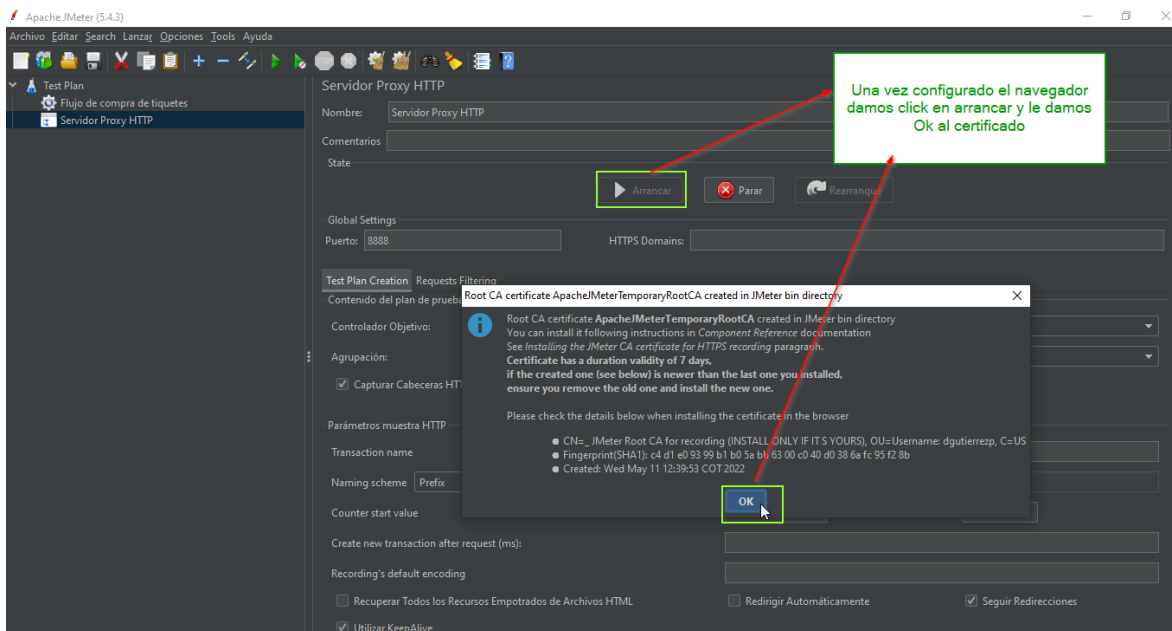 Apache JMeter (5.4.3)
Archivo Editar Search Lanzar Opciones Tools Ayuda
Test Plan
Flujo de compra de tiquetes
Servidor Proxy HTTP
Servidor Proxy HTTP
Nombre: Servidor Proxy HTTP
Comentarios
Una vez configurado el navegador
damos click en arrancar y le damos
Ok al certificado
State
Arrancar Parar Rearranque
Global Settings
Puerto: 8888 HTTPS Domains:
Test Plan Creation Requests Filtering
Contenido del plan de prueba
Controlador Objetivo:
Agrupación:
Capturar Cabeceras HT
Root CA certificate ApacheJMeterTemporaryRootCA created in JMeter bin directory
Root CA certificate ApacheJMeterTemporaryRootCA created in JMeter bin directory
You can install it following instructions in Component Reference documentation
See Installing the JMeter CA certificate for HTTPS recording paragraph.
Certificate has a duration validity of 7 days,
if the created one (see below) is newer than the last one you installed,
ensure you remove the old one and install the new one.
Please check the details below when installing the certificate in the browser
CN=_ JMeter Root CA for recording (INSTALL ONLY IF IT S YOURS), OU=Username: dgutierrezp, C=US
Fingerprint(SHA1): c4 d1 e0 93 99 b1 b0 5a bb 63 00 c0 40 d0 38 6a fc 95 f2 8b
Created: Wed May 11 12:39:53 COT 2022
OK
Parámetros muestra HTTP
Transaction name
Naming scheme Prefix
Counter start value
Create new transaction after request (ms):
Recording's default encoding
Recuperar Todos los Recursos Empotrados de Archivos HTML Redirigir Automáticamente Seguir Redirecciones
Utilizar KeepAlive